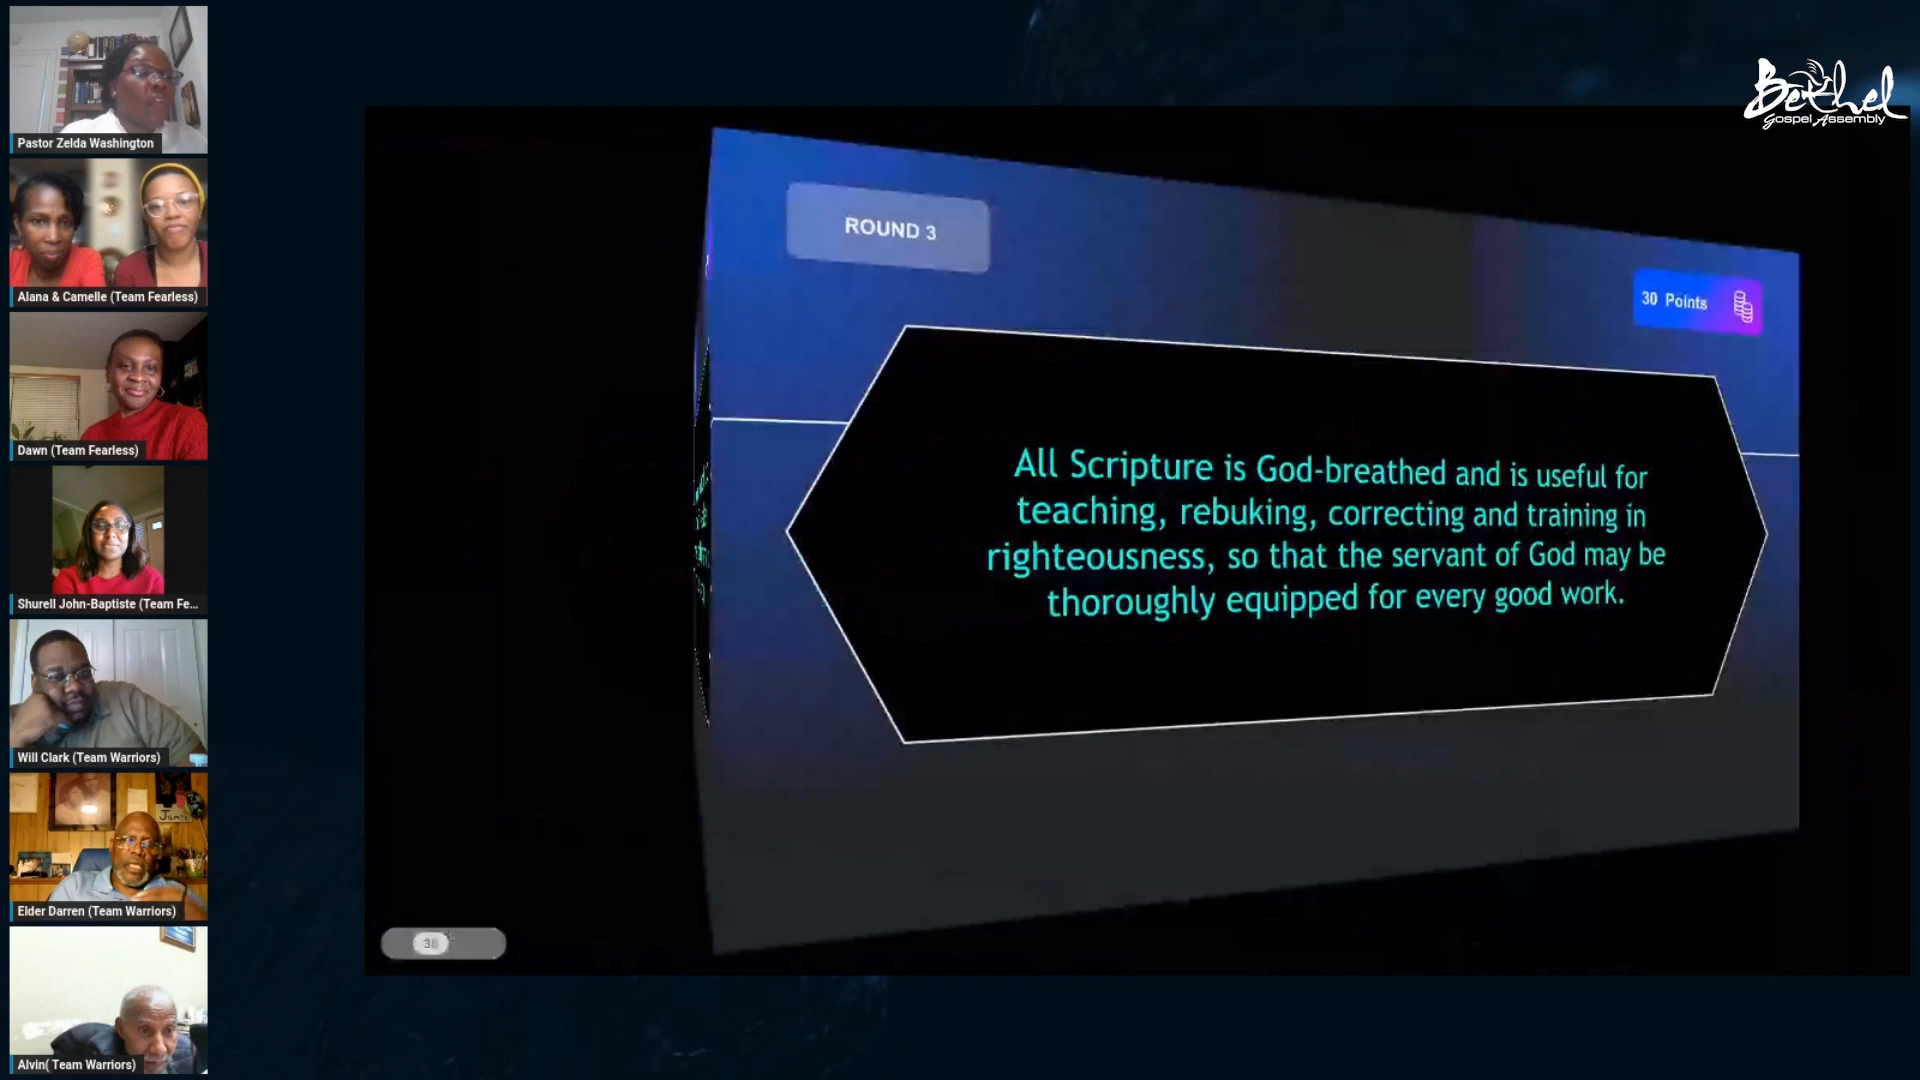 Pastor Zelda Washington
Alana & Camelle (Team Fearless)
Dawn (Team Fearless)
Shurell John-Baptiste (Team Fe...
Will Clark (Team Warriors)
Elder Darren (Team Warriors)
Alvin( Team Warriors)
Bethel
Gospel Assembly
ROUND 3
30 Points
All Scripture is God-breathed and is useful for
teaching, rebuking, correcting and training in
righteousness, so that the servant of God may be
thoroughly equipped for every good work.